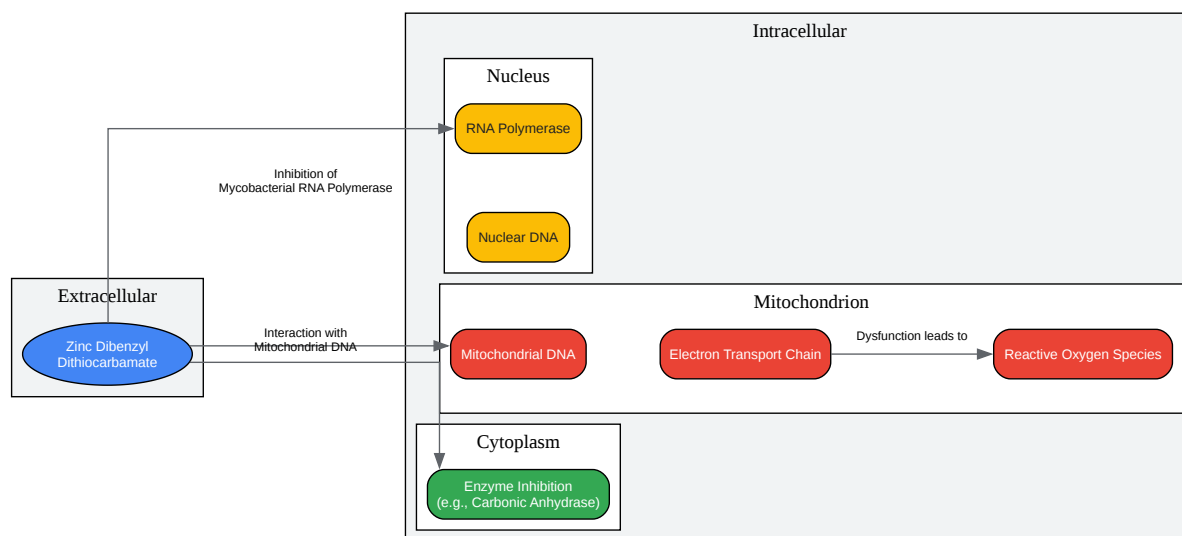 Intracellular
Nucleus
RNA Polymerase
Inhibition of
Mycobacterial RNA Polymerase
Nuclear DNA
Extracellular
Zinc Dibenzyl
Dithiocarbamate
Interaction with
Mitochondrial DNA
Mitochondrion
Mitochondrial DNA
Electron Transport Chain
Dysfunction leads to
Reactive Oxygen Species
Cytoplasm
Enzyme Inhibition
(e.g., Carbonic Anhydrase)